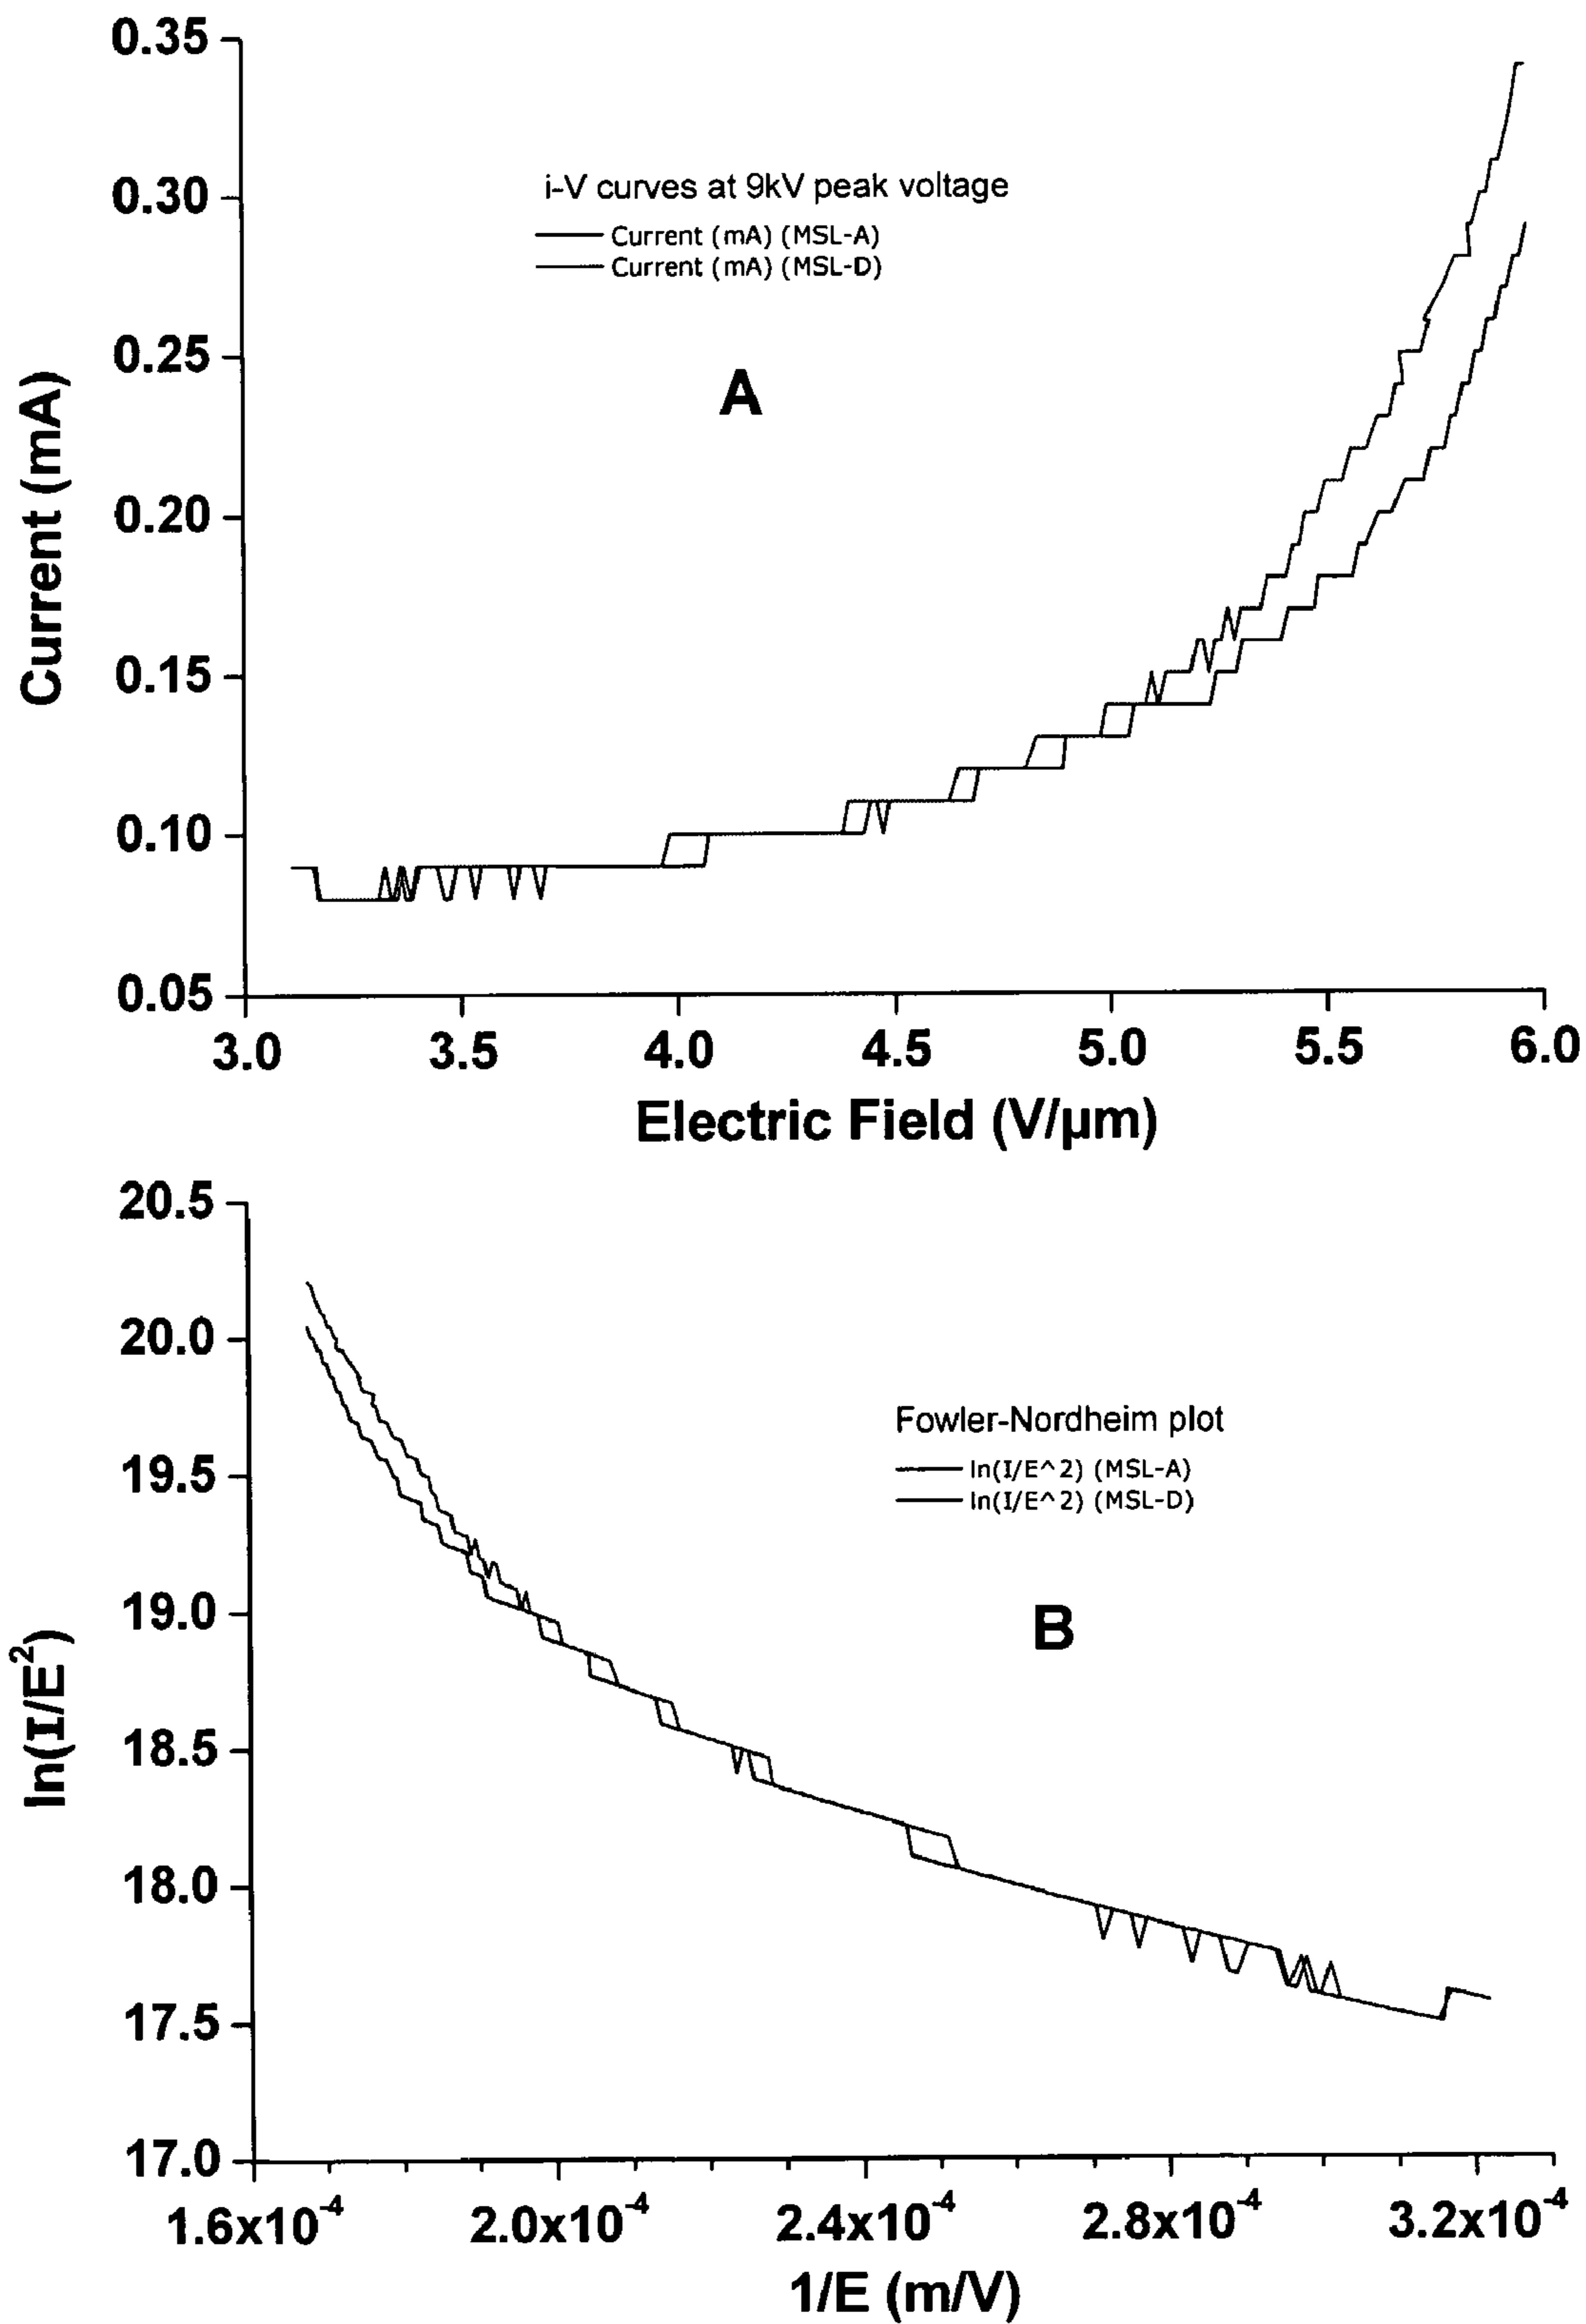 0.35
0.30
0.25
0.20
0.15
0.10
0.05
Current (mA)
i-V curves at 9kV peak voltage
Current (mA) (MSL-A)
Current (mA) (MSL-D)
A
3.0 3.5 4.0 4.5 5.0 5.5 6.0
Electric Field (V/μm)
20.5
20.0
19.5
19.0
18.5
18.0
17.5
17.0
ln(I/E²)
Fowler-Nordheim plot
ln(I/E^2) (MSL-A)
ln(I/E^2) (MSL-D)
B
1.6x10⁻⁴ 2.0x10⁻⁴ 2.4x10⁻⁴ 2.8x10⁻⁴ 3.2x10⁻⁴
1/E (m/V)